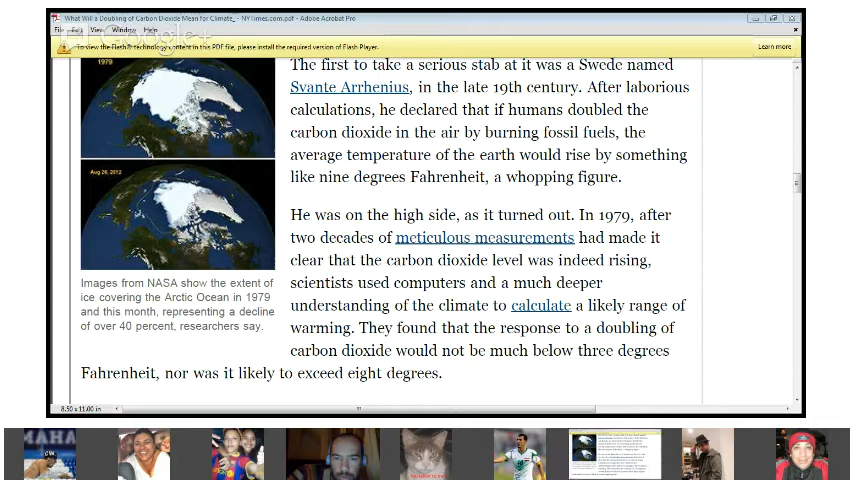 What Will a Doubling of Carbon Dioxide Mean for Climate_ - NYTimes.com.pdf - Adobe Acrobat Pro
File Edit View Window Help
Google+
To view the Flash® technology content in this PDF file, please install the required version of Flash Player.
Learn more
1979
Aug 26, 2012
Images from NASA show the extent of
ice covering the Arctic Ocean in 1979
and this month, representing a decline
of over 40 percent, researchers say.
The first to take a serious stab at it was a Swede named
Svante Arrhenius, in the late 19th century. After laborious
calculations, he declared that if humans doubled the
carbon dioxide in the air by burning fossil fuels, the
average temperature of the earth would rise by something
like nine degrees Fahrenheit, a whopping figure.
He was on the high side, as it turned out. In 1979, after
two decades of meticulous measurements had made it
clear that the carbon dioxide level was indeed rising,
scientists used computers and a much deeper
understanding of the climate to calculate a likely range of
warming. They found that the response to a doubling of
carbon dioxide would not be much below three degrees
Fahrenheit, nor was it likely to exceed eight degrees.
8.50 x 11.00 in